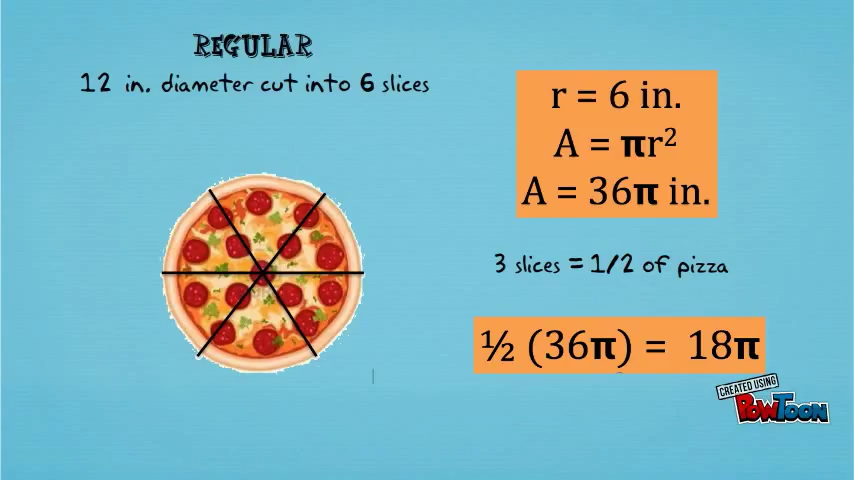 REGULAR
12 in. diameter cut into 6 slices
r = 6 in.
A = πr²
A = 36π in.
3 slices = 1/2 of pizza
½ (36π) = 18π
CREATED USING
POWTOON